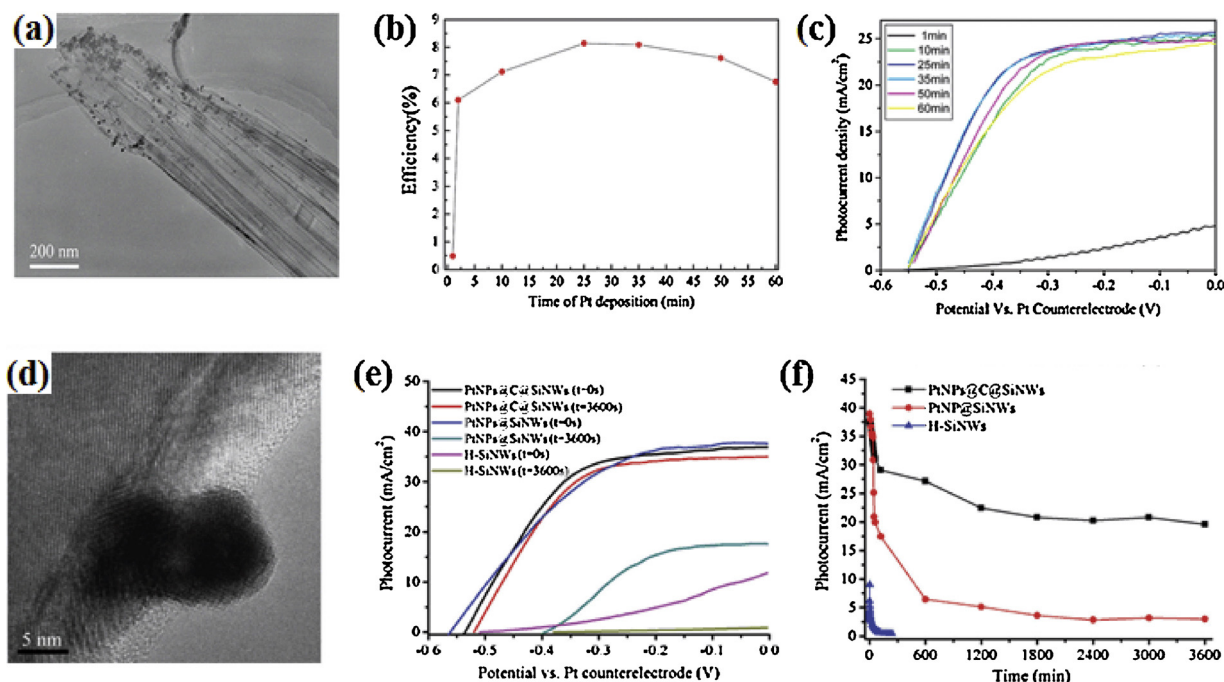 (a)
200 nm
(b)
Efficiency(%)
9
8
7
6
5
4
3
2
1
0
0 5 10 15 20 25 30 35 40 45 50 55 60
Time of Pt deposition (min)
(c)
Photocurrent density (mA/cm²)
1min
10min
25min
35min
50min
60min
25
20
15
10
5
0
-0.6 -0.5 -0.4 -0.3 -0.2 -0.1 0.0
Potential Vs. Pt Counterelectrode (V)
(d)
5 nm
(e)
Photocurrent (mA/cm²)
50
40
30
20
10
0
PtNPs@C@SiNWs (t=0s)
PtNPs@C@SiNWs (t=3600s)
PtNPs@SiNWs (t=0s)
PtNPs@SiNWs (t=3600s)
H-SiNWs (t=0s)
H-SiNWs (t=3600s)
-0.6 -0.5 -0.4 -0.3 -0.2 -0.1 0.0
Potential vs. Pt counterelectrode (V)
(f)
Photocurrent (mA/cm²)
45
40
35
30
25
20
15
10
5
0
PtNPs@C@SiNWs
PtNP@SiNWs
H-SiNWs
0 600 1200 1800 2400 3000 3600
Time (min)